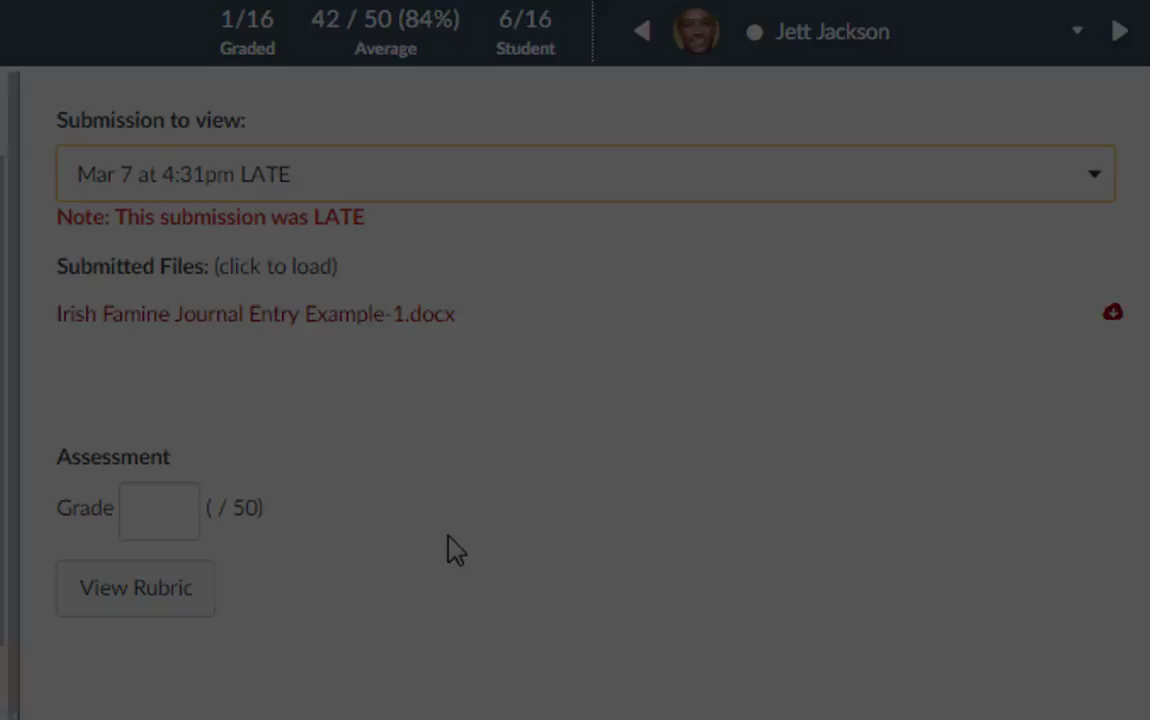 1/16 42 / 50 (84%) 6/16
Graded Average Student
Jett Jackson
Submission to view:
Mar 7 at 4:31pm LATE
Note: This submission was LATE
Submitted Files: (click to load)
Irish Famine Journal Entry Example-1.docx
Assessment
Grade ( / 50)
View Rubric